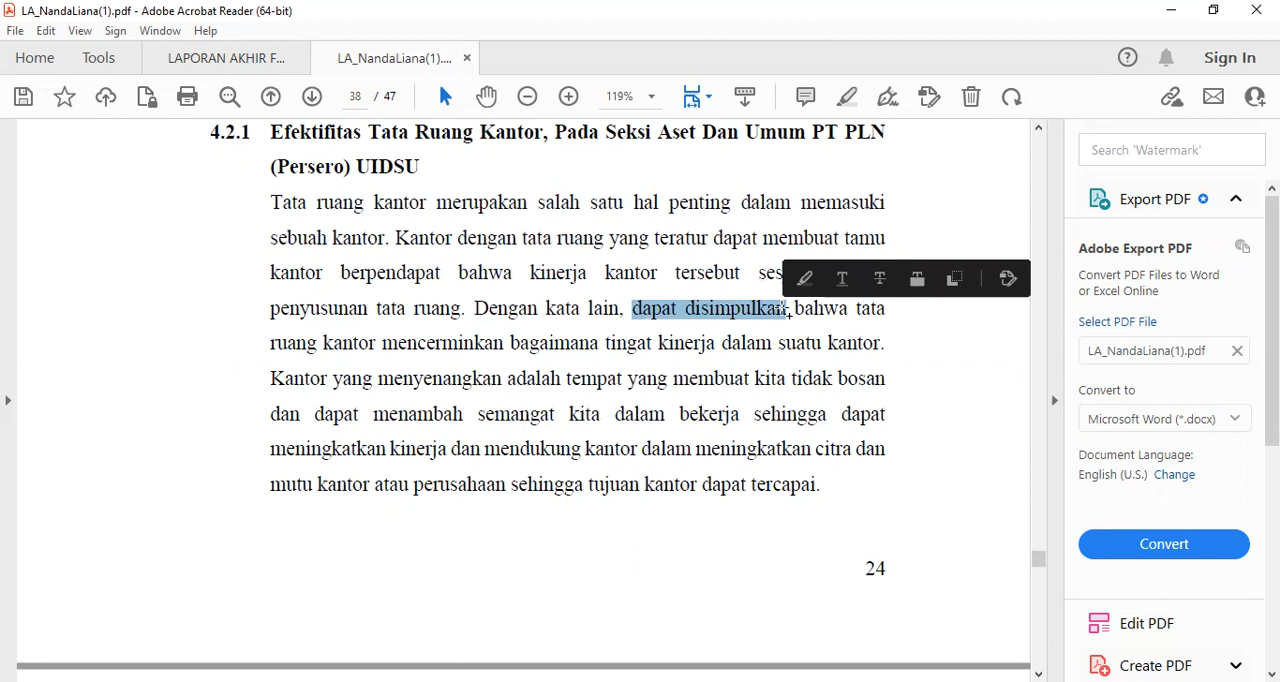 LA_NandaLiana(1).pdf - Adobe Acrobat Reader (64-bit)
File Edit View Sign Window Help
Home Tools LAPORAN AKHIR F... LA_NandaLiana(1).... Sign In
38 / 47 119%
4.2.1 Efektifitas Tata Ruang Kantor, Pada Seksi Aset Dan Umum PT PLN
(Persero) UIDSU
Tata ruang kantor merupakan salah satu hal penting dalam memasuki
sebuah kantor. Kantor dengan tata ruang yang teratur dapat membuat tamu
kantor berpendapat bahwa kinerja kantor tersebut
penyusunan tata ruang. Dengan kata lain, dapat disimpulkan bahwa tata
ruang kantor mencerminkan bagaimana tingat kinerja dalam suatu kantor.
Kantor yang menyenangkan adalah tempat yang membuat kita tidak bosan
dan dapat menambah semangat kita dalam bekerja sehingga dapat
meningkatkan kinerja dan mendukung kantor dalam meningkatkan citra dan
mutu kantor atau perusahaan sehingga tujuan kantor dapat tercapai.
24
Search 'Watermark'
Export PDF
Adobe Export PDF
Convert PDF Files to Word
or Excel Online
Select PDF File
LA_NandaLiana(1).pdf
Convert to
Microsoft Word (*.docx)
Document Language:
English (U.S.) Change
Convert
Edit PDF
Create PDF